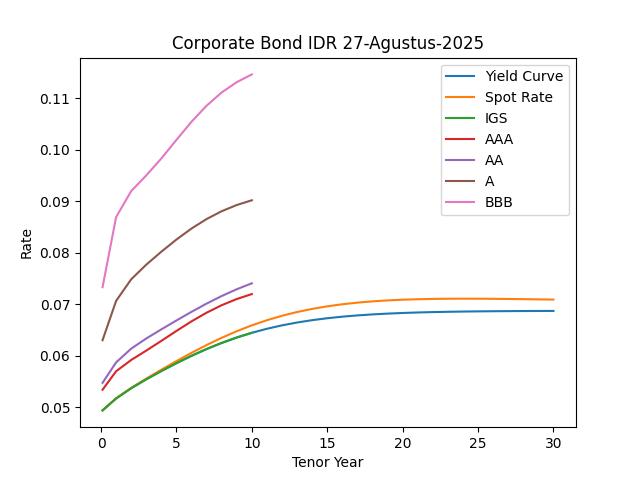 Corporate Bond IDR 27-Agustus-2025
Rate
0.11
0.10
0.09
0.08
0.07
0.06
0.05
Yield Curve
Spot Rate
IGS
AAA
AA
A
BBB
0 5 10 15 20 25 30
Tenor Year